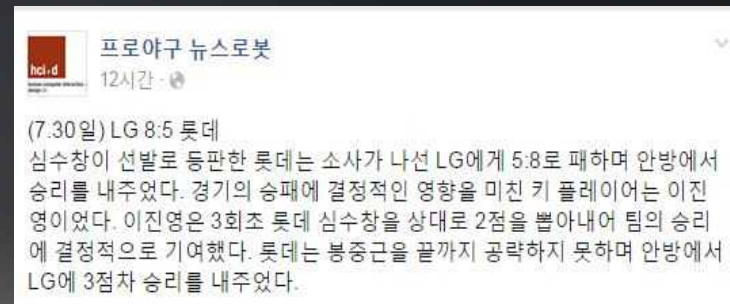 프로야구 뉴스로봇
hci+d
12시간 ·
(7.30일) LG 8:5 롯데
심수창이 선발로 등판한 롯데는 소사가 나선 LG에게 5:8로 패하며 안방에서
승리를 내주었다. 경기의 승패에 결정적인 영향을 미친 키 플레이어는 이진
영이었다. 이진영은 3회초 롯데 심수창을 상대로 2점을 뽑아내어 팀의 승리
에 결정적으로 기여했다. 롯데는 봉중근을 끝까지 공략하지 못하며 안방에서
LG에 3점차 승리를 내주었다.